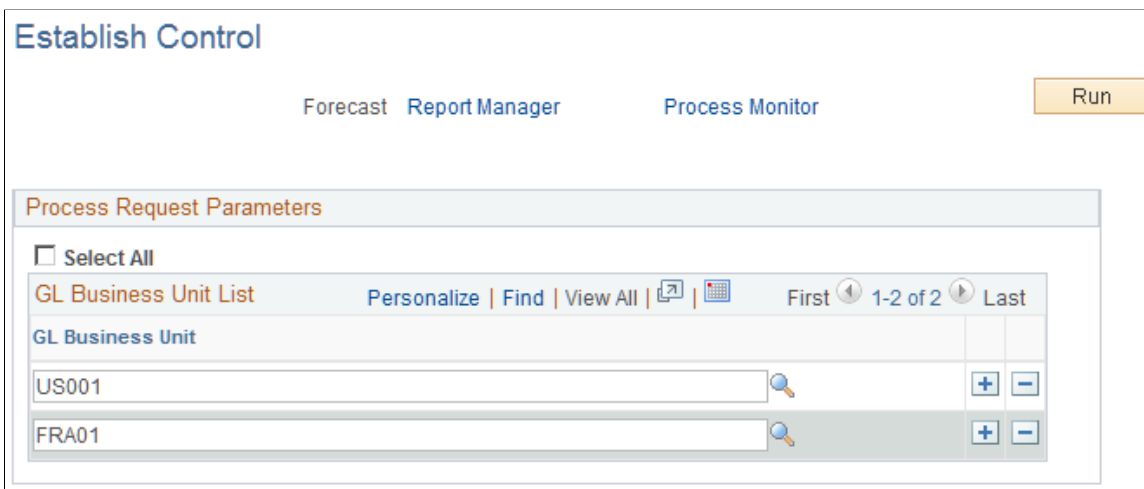 Establish Control
Forecast Report Manager Process Monitor Run
Process Request Parameters
Select All
GL Business Unit List Personalize | Find | View All | | First 1-2 of 2 Last
GL Business Unit
US001
FRA01